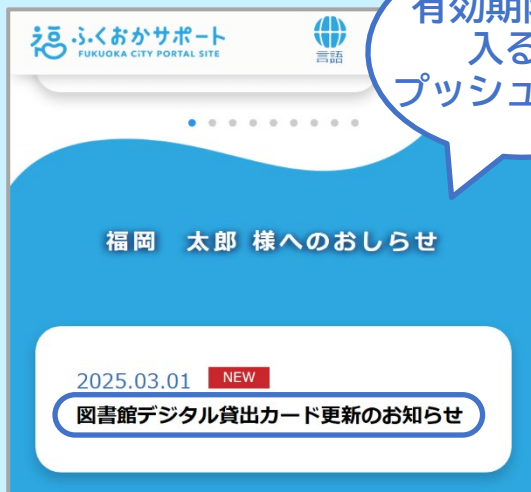 福 ふくおかサポート
FUKUOKA CITY PORTAL SITE
言語
有効期
入る
プッシュ
福岡 太郎 様へのおしらせ
2025.03.01 NEW
図書館デジタル貸出カード更新のお知らせ